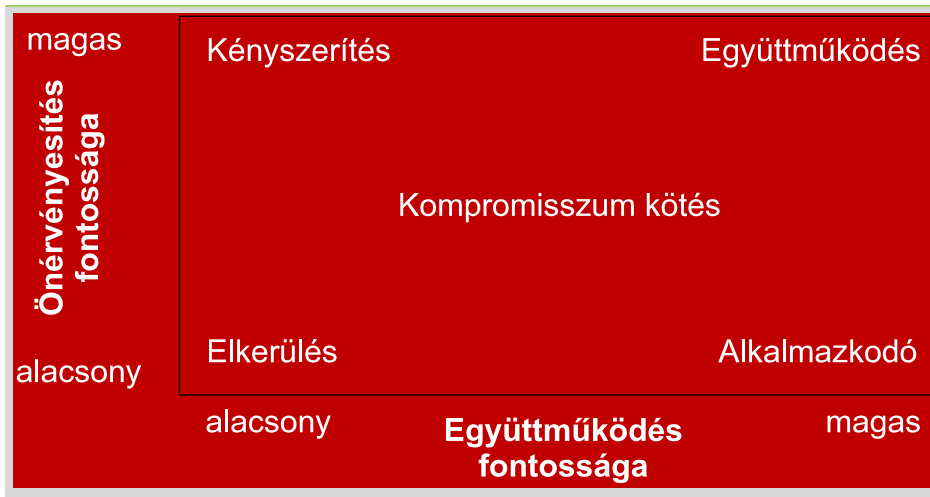 magas
Kényszerítés
Együttműködés
Önérvényesítés
fontossága
Kompromisszum kötés
Elkerülés
Alkalmazkodó
alacsony
alacsony
Együttműködés
fontossága
magas